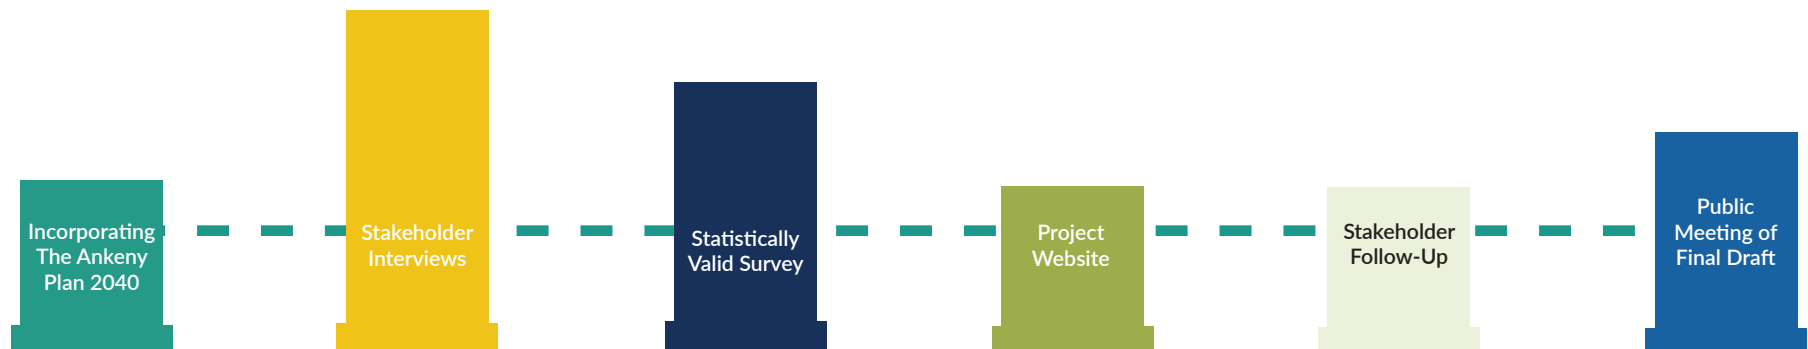 Incorporating
The Ankeny
Plan 2040
Stakeholder
Interviews
Statistically
Valid Survey
Project
Website
Stakeholder
Follow-Up
Public
Meeting of
Final Draft